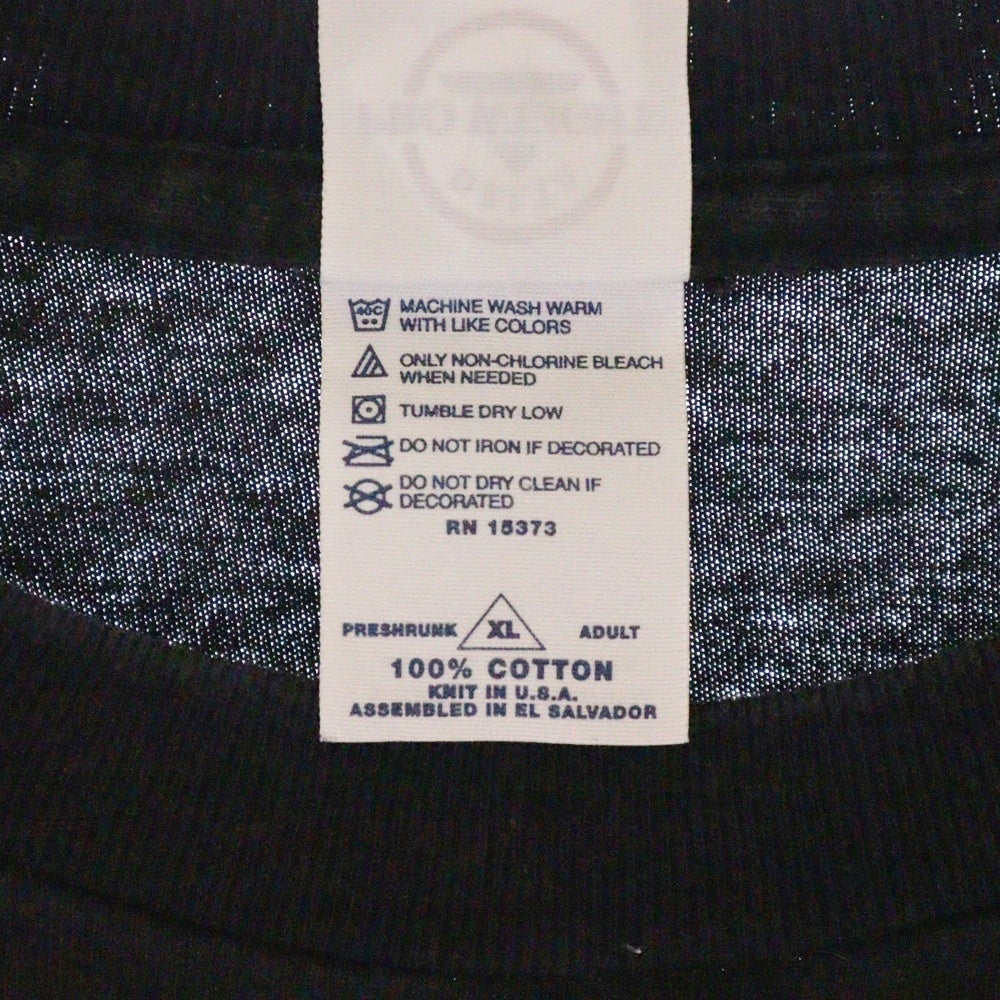 40C
MACHINE WASH WARM
WITH LIKE COLORS
ONLY NON-CHLORINE BLEACH
WHEN NEEDED
TUMBLE DRY LOW
DO NOT IRON IF DECORATED
DO NOT DRY CLEAN IF
DECORATED
RN 15373
PRESHRUNK XL ADULT
100% COTTON
KNIT IN U.S.A.
ASSEMBLED IN EL SALVADOR